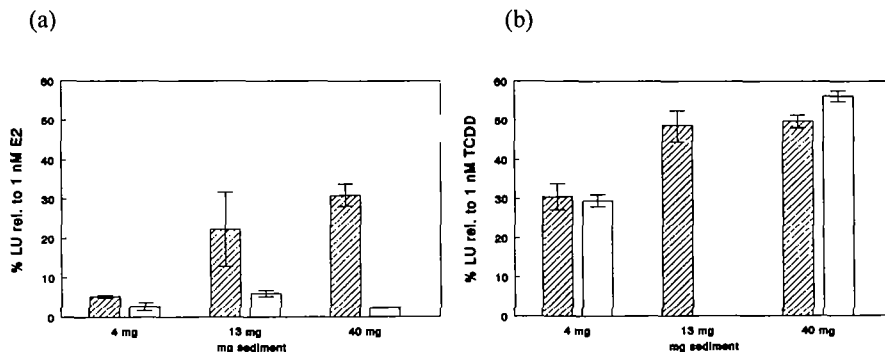 (a)
(b)
% LU rel. to 1 nM E2
60
50
40
30
20
10
0
4 mg
13 mg
40 mg
mg sediment
% LU rel. to 1 nM TCDD
60
50
40
30
20
10
0
4 mg
13 mg
40 mg
mg sediment